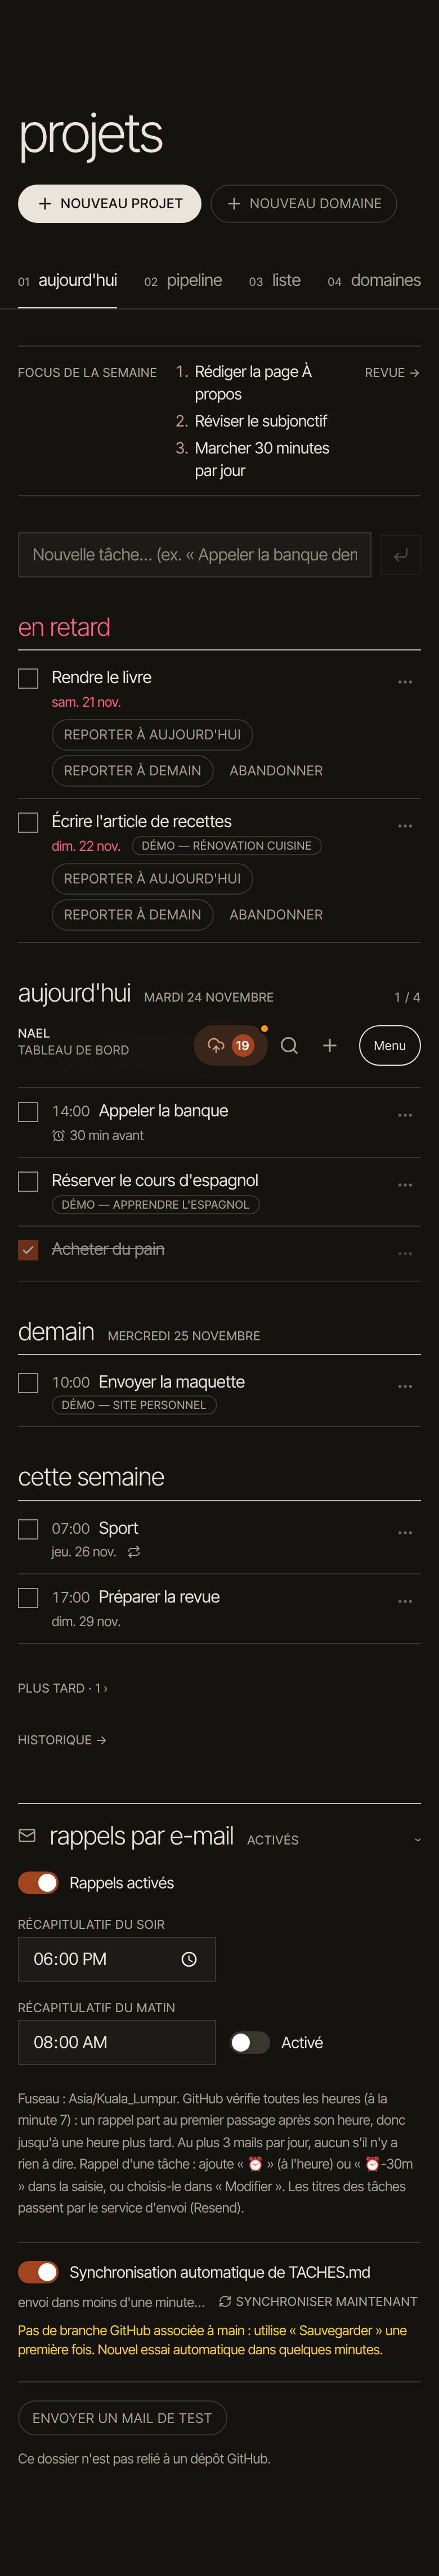 projets
NOUVEAU PROJET
NOUVEAU DOMAINE
01 aujourd'hui
02 pipeline
03 liste
04 domaines
FOCUS DE LA SEMAINE
1. Rédiger la page À
propos
2. Réviser le subjonctif
3. Marcher 30 minutes
par jour
REVUE →
Nouvelle tâche… (ex. « Appeler la banque den
en retard
Rendre le livre
sam. 21 nov.
REPORTER À AUJOURD'HUI
REPORTER À DEMAIN
ABANDONNER
Écrire l'article de recettes
dim. 22 nov.
DÉMO — RÉNOVATION CUISINE
REPORTER À AUJOURD'HUI
REPORTER À DEMAIN
ABANDONNER
aujourd'hui MARDI 24 NOVEMBRE 1 / 4
NAEL
TABLEAU DE BORD
19
Menu
14:00 Appeler la banque
30 min avant
Réserver le cours d'espagnol
DÉMO — APPRENDRE L'ESPAGNOL
Acheter du pain
demain MERCREDI 25 NOVEMBRE
10:00 Envoyer la maquette
DÉMO — SITE PERSONNEL
cette semaine
07:00 Sport
jeu. 26 nov.
17:00 Préparer la revue
dim. 29 nov.
PLUS TARD · 1 ›
HISTORIQUE →
rappels par e-mail ACTIVÉS
Rappels activés
RÉCAPITULATIF DU SOIR
06:00 PM
RÉCAPITULATIF DU MATIN
08:00 AM
Activé
Fuseau : Asia/Kuala_Lumpur. GitHub vérifie toutes les heures (à la
minute 7) : un rappel part au premier passage après son heure, donc
jusqu'à une heure plus tard. Au plus 3 mails par jour, aucun s'il n'y a
rien à dire. Rappel d'une tâche : ajoute « ⏰ » (à l'heure) ou « ⏰-30m
» dans la saisie, ou choisis-le dans « Modifier ». Les titres des tâches
passent par le service d'envoi (Resend).
Synchronisation automatique de TACHES.md
envoi dans moins d'une minute…
SYNCHRONISER MAINTENANT
Pas de branche GitHub associée à main : utilise « Sauvegarder » une
première fois. Nouvel essai automatique dans quelques minutes.
ENVOYER UN MAIL DE TEST
Ce dossier n'est pas relié à un dépôt GitHub.